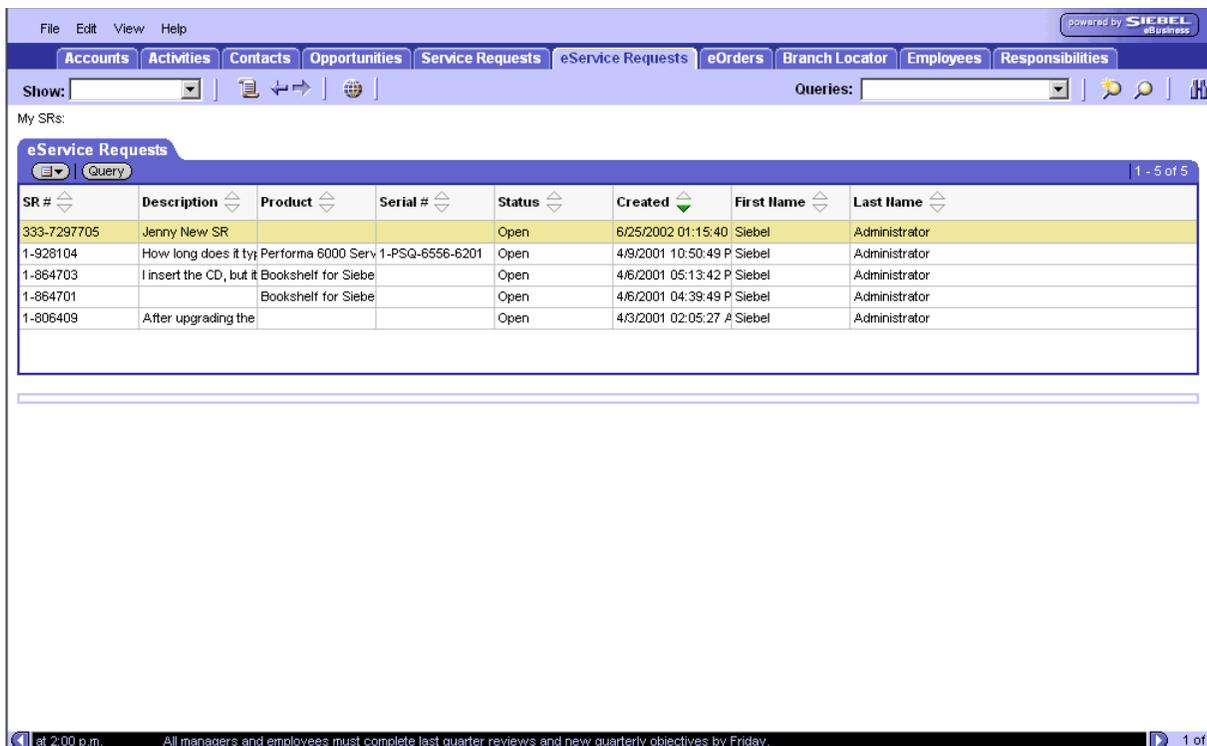 File Edit View Help
powered by SIEBEL eBusiness
Accounts Activities Contacts Opportunities Service Requests eService Requests eOrders Branch Locator Employees Responsibilities
Show: Queries:
My SRs:
eService Requests
Query 1 - 5 of 5
SR # Description Product Serial # Status Created First Name Last Name
333-7297705 Jenny New SR Open 6/25/2002 01:15:40 Siebel Administrator
1-928104 How long does it typ Performa 6000 Serv 1-PSQ-6556-6201 Open 4/9/2001 10:50:49 P Siebel Administrator
1-864703 I insert the CD, but it Bookshelf for Siebe Open 4/6/2001 05:13:42 P Siebel Administrator
1-864701 Bookshelf for Siebe Open 4/6/2001 04:39:49 P Siebel Administrator
1-806409 After upgrading the Open 4/3/2001 02:05:27 A Siebel Administrator
at 2:00 p.m. All managers and employees must complete last quarter reviews and new quarterly objectives by Friday. 1 of